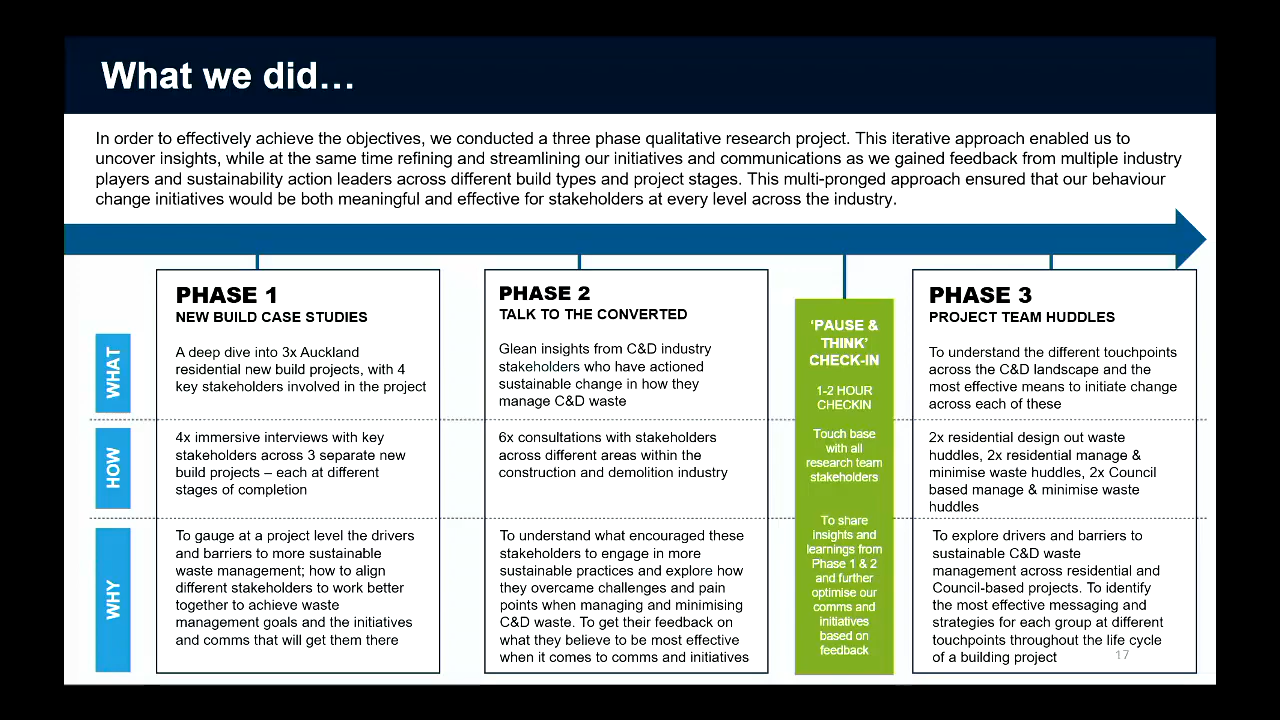 What we did…
In order to effectively achieve the objectives, we conducted a three phase qualitative research project. This iterative approach enabled us to
uncover insights, while at the same time refining and streamlining our initiatives and communications as we gained feedback from multiple industry
players and sustainability action leaders across different build types and project stages. This multi-pronged approach ensured that our behaviour
change initiatives would be both meaningful and effective for stakeholders at every level across the industry.
PHASE 1
NEW BUILD CASE STUDIES
PHASE 2
TALK TO THE CONVERTED
‘PAUSE &
THINK’
CHECK-IN
1-2 HOUR
CHECKIN
PHASE 3
PROJECT TEAM HUDDLES
WHAT
A deep dive into 3x Auckland
residential new build projects, with 4
key stakeholders involved in the project
Glean insights from C&D industry
stakeholders who have actioned
sustainable change in how they
manage C&D waste
To understand the different touchpoints
across the C&D landscape and the
most effective means to initiate change
across each of these
HOW
4x immersive interviews with key
stakeholders across 3 separate new
build projects – each at different
stages of completion
6x consultations with stakeholders
across different areas within the
construction and demolition industry
Touch base
with all
research team
stakeholders
2x residential design out waste
huddles, 2x residential manage &
minimise waste huddles, 2x Council
based manage & minimise waste
huddles
WHY
To gauge at a project level the drivers
and barriers to more sustainable
waste management; how to align
different stakeholders to work better
together to achieve waste
management goals and the initiatives
and comms that will get them there
To understand what encouraged these
stakeholders to engage in more
sustainable practices and explore how
they overcame challenges and pain
points when managing and minimising
C&D waste. To get their feedback on
what they believe to be most effective
when it comes to comms and initiatives
To share
insights and
learnings from
Phase 1 & 2
and further
optimise our
comms and
initiatives
based on
feedback
To explore drivers and barriers to
sustainable C&D waste
management across residential and
Council-based projects. To identify
the most effective messaging and
strategies for each group at different
touchpoints throughout the life cycle
of a building project
17